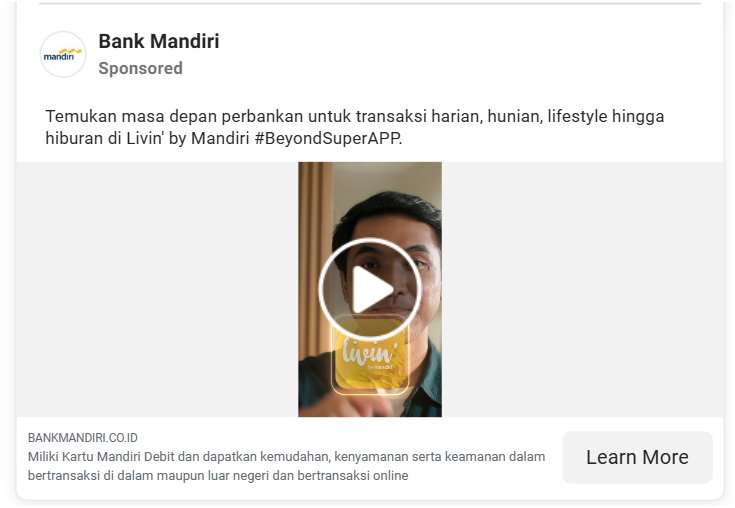 mandiri
Bank Mandiri
Sponsored
Temukan masa depan perbankan untuk transaksi harian, hunian, lifestyle hingga
hiburan di Livin' by Mandiri #BeyondSuperAPP.
livin'
by mandiri
BANKMANDIRI.CO.ID
Miliki Kartu Mandiri Debit dan dapatkan kemudahan, kenyamanan serta keamanan dalam
bertransaksi di dalam maupun luar negeri dan bertransaksi online
Learn More